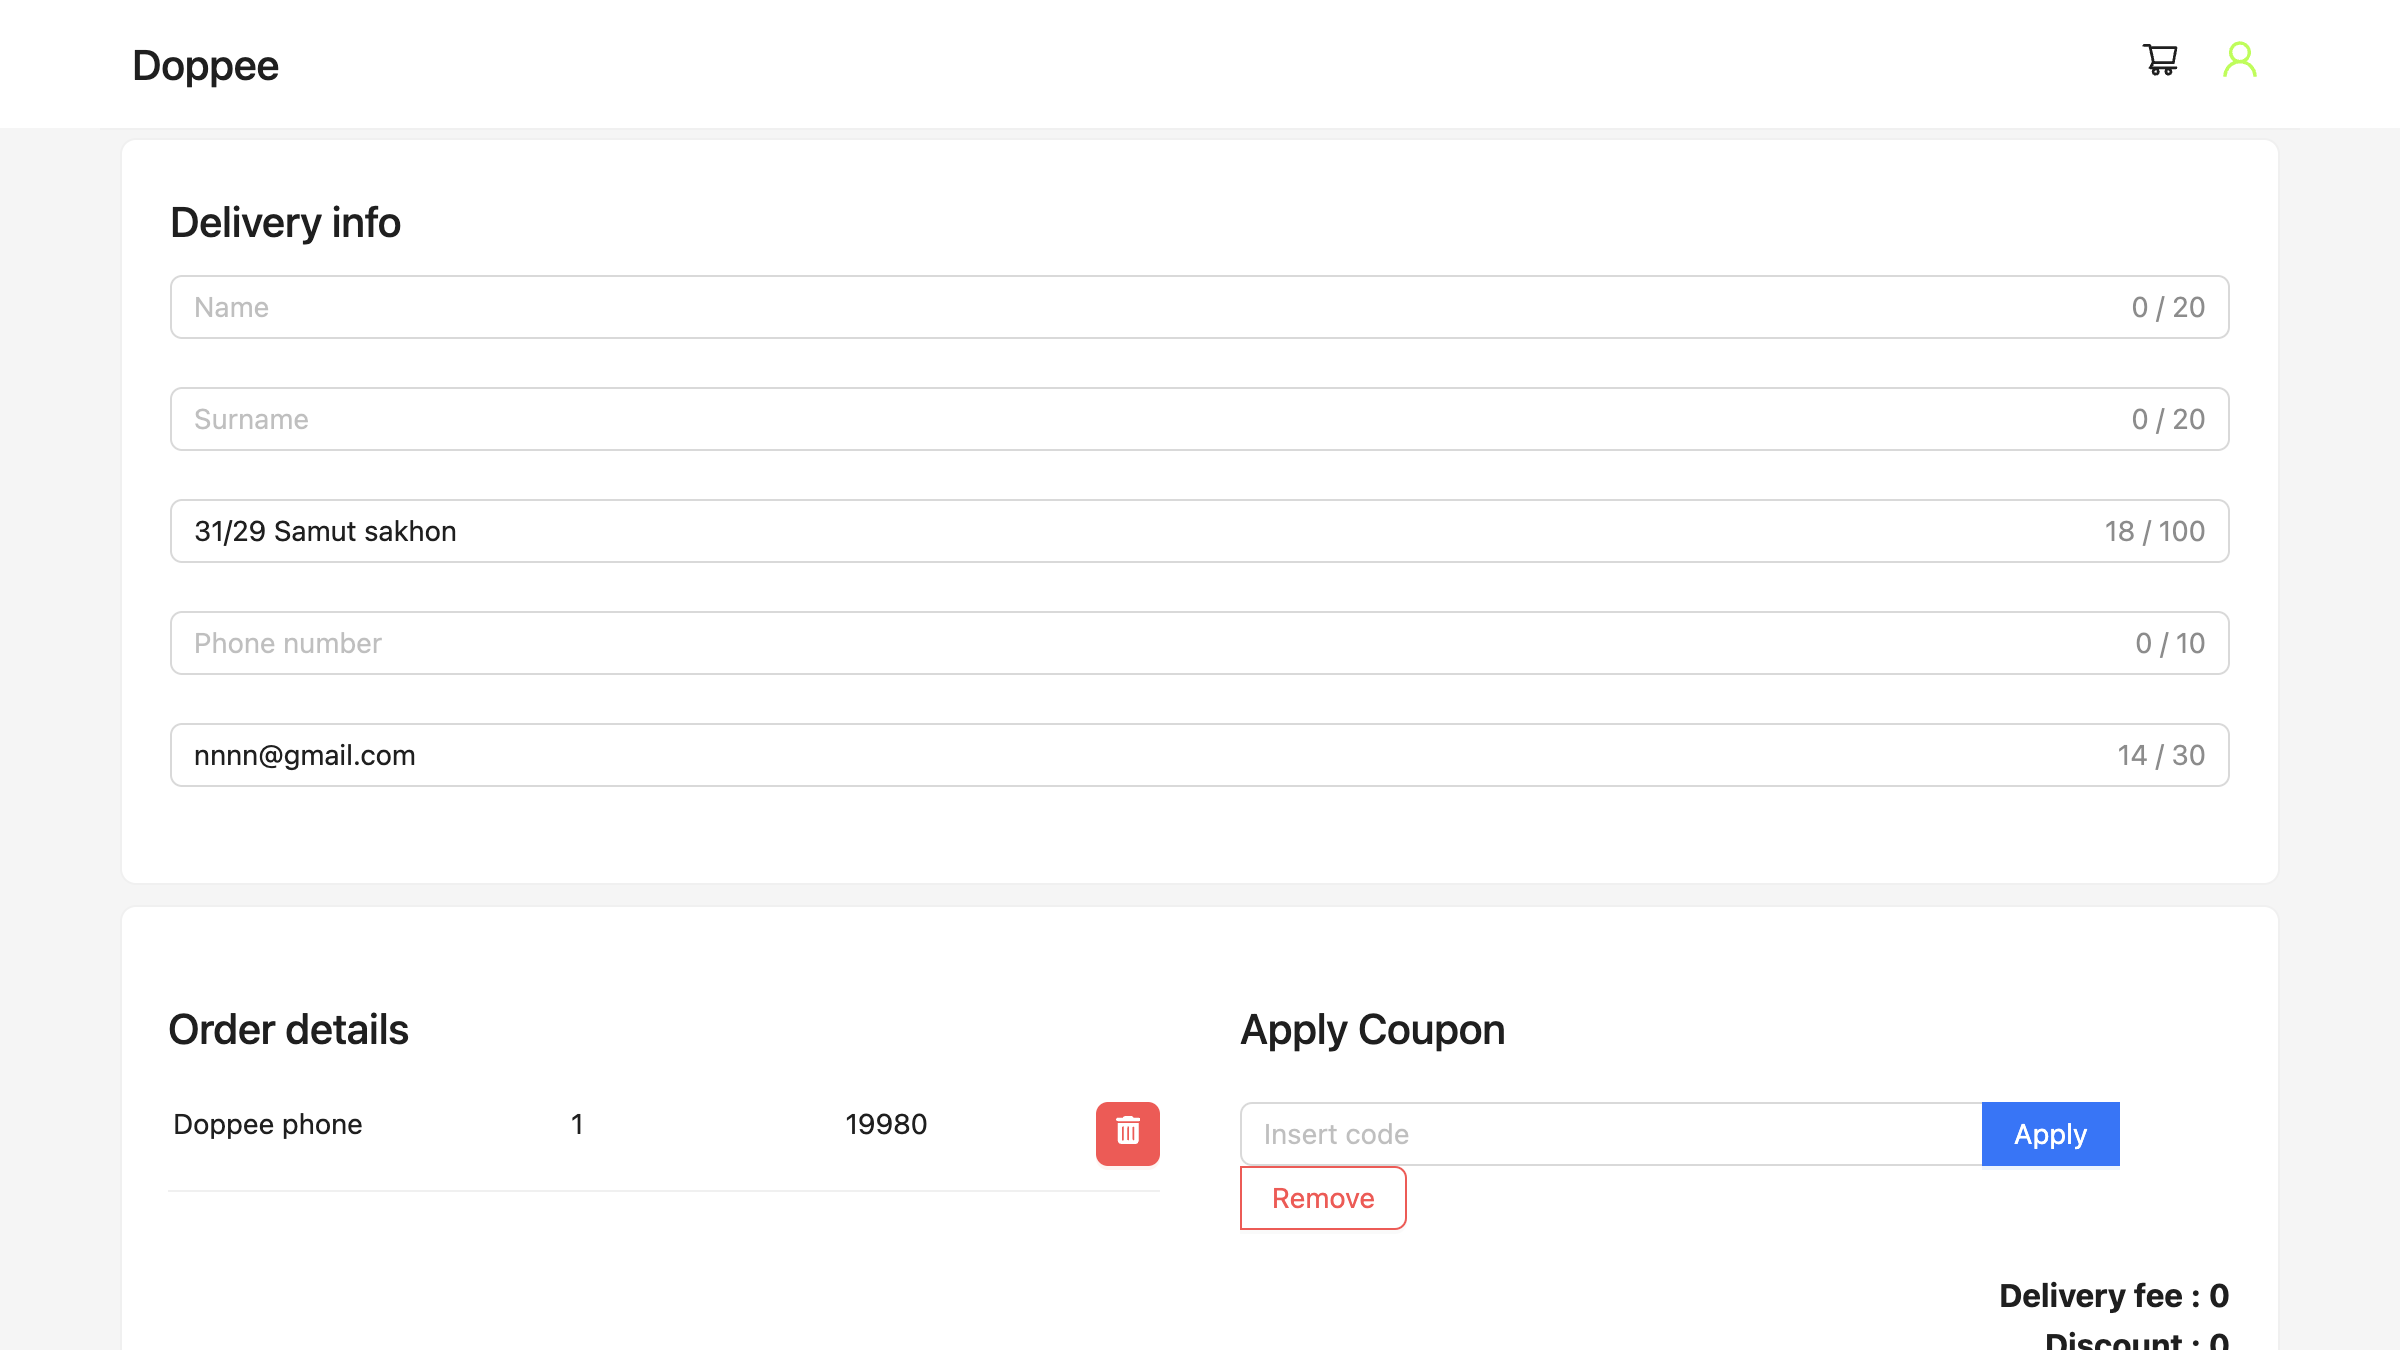 Doppee
Delivery info
Name 0 / 20
Surname 0 / 20
31/29 Samut sakhon 18 / 100
Phone number 0 / 10
nnnn@gmail.com 14 / 30
Order details
Doppee phone 1 19980
Apply Coupon
Insert code Apply
Remove
Delivery fee : 0
Discount : 0